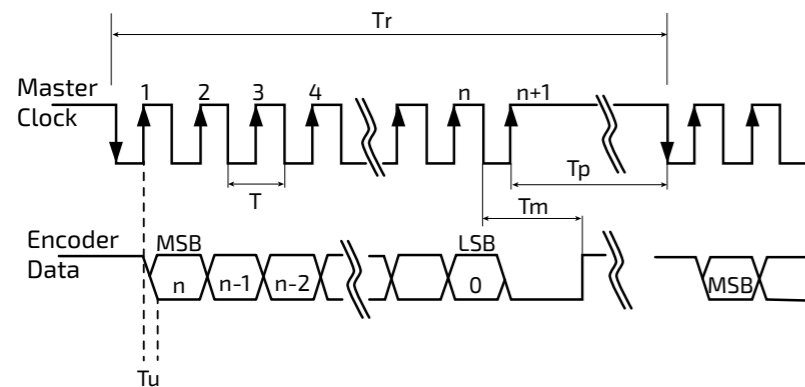 Tr
Master
Clock
1 2 3 4 n n+1
T
Tp
Tm
Encoder
Data
MSB LSB
n n-1 n-2 0 MSB
Tu